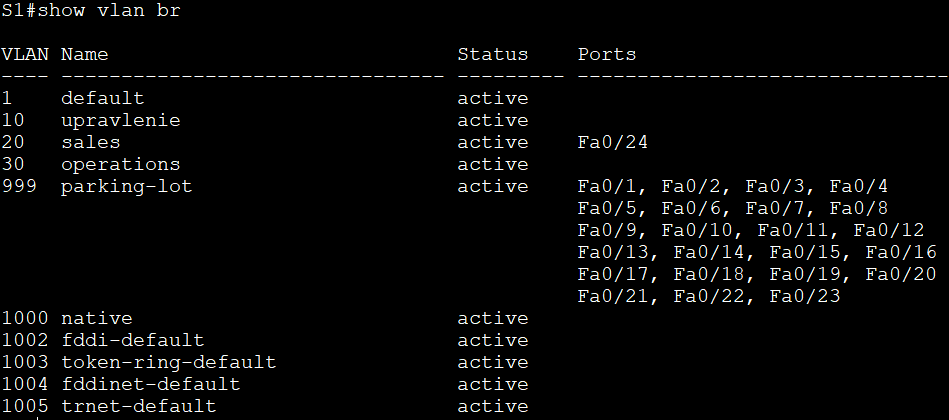 S1#show vlan br
VLAN Name                             Status    Ports
---- -------------------------------- --------- -------------------------------
1    default                          active
10   upravlenie                       active
20   sales                            active    Fa0/24
30   operations                       active
999  parking-lot                      active    Fa0/1, Fa0/2, Fa0/3, Fa0/4
                                                Fa0/5, Fa0/6, Fa0/7, Fa0/8
                                                Fa0/9, Fa0/10, Fa0/11, Fa0/12
                                                Fa0/13, Fa0/14, Fa0/15, Fa0/16
                                                Fa0/17, Fa0/18, Fa0/19, Fa0/20
                                                Fa0/21, Fa0/22, Fa0/23
1000 native                           active
1002 fddi-default                     active
1003 token-ring-default               active
1004 fddinet-default                  active
1005 trnet-default                    active